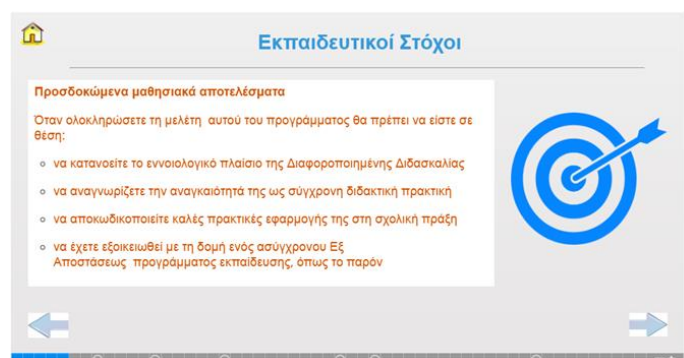 Εκπαιδευτικοί Στόχοι
Προσδοκώμενα μαθησιακά αποτελέσματα
Όταν ολοκληρώσετε τη μελέτη αυτού του προγράμματος θα πρέπει να είστε σε
θέση:
να κατανοείτε το εννοιολογικό πλαίσιο της Διαφοροποιημένης Διδασκαλίας
να αναγνωρίζετε την αναγκαιότητά της ως σύγχρονη διδακτική πρακτική
να αποκωδικοποιείτε καλές πρακτικές εφαρμογής της στη σχολική πράξη
να έχετε εξοικειωθεί με τη δομή ενός ασύγχρονου Εξ
Αποστάσεως προγράμματος εκπαίδευσης, όπως το παρόν